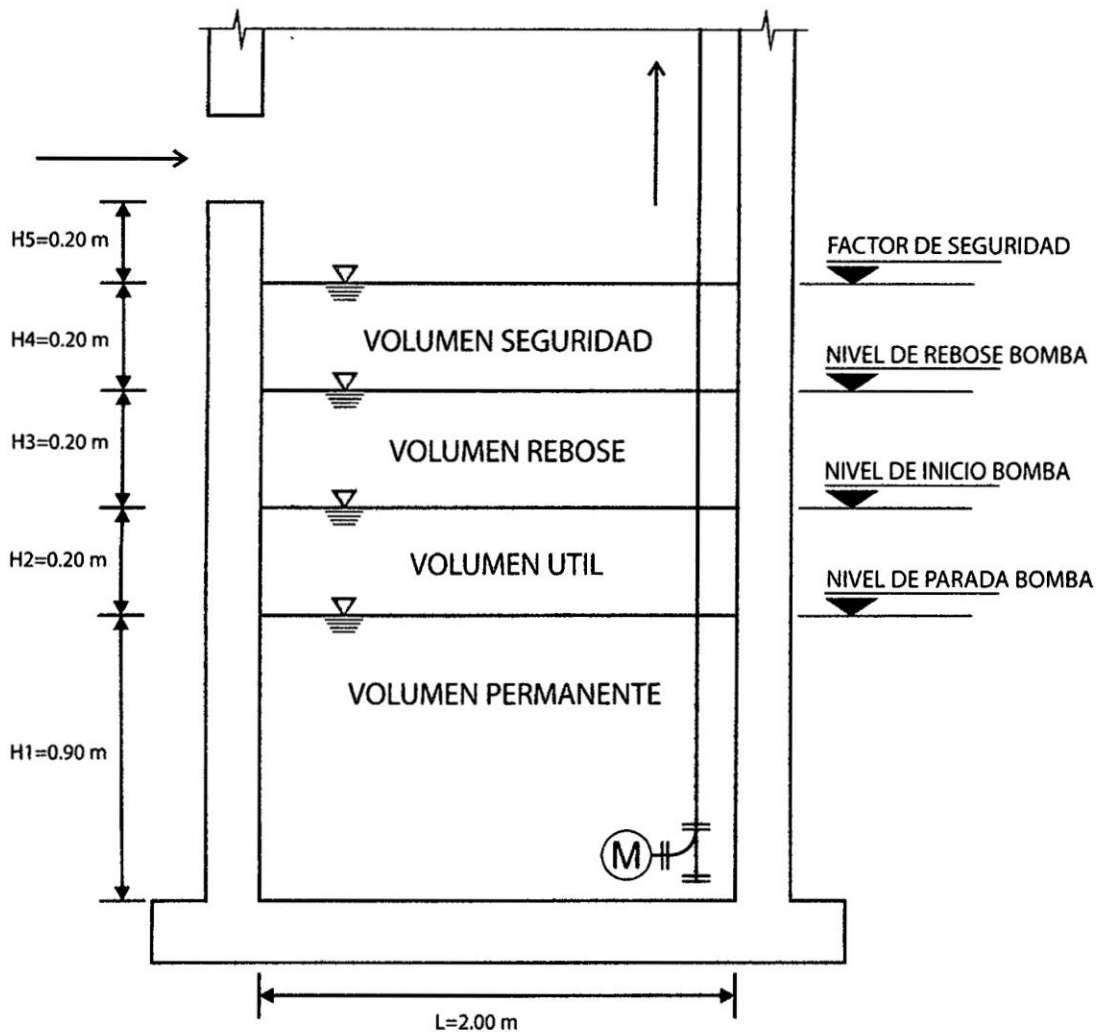 H5=0.20 m
FACTOR DE SEGURIDAD
H4=0.20 m
VOLUMEN SEGURIDAD
NIVEL DE REBOSE BOMBA
H3=0.20 m
VOLUMEN REBOSE
NIVEL DE INICIO BOMBA
H2=0.20 m
VOLUMEN UTIL
NIVEL DE PARADA BOMBA
VOLUMEN PERMANENTE
H1=0.90 m
M
L=2.00 m